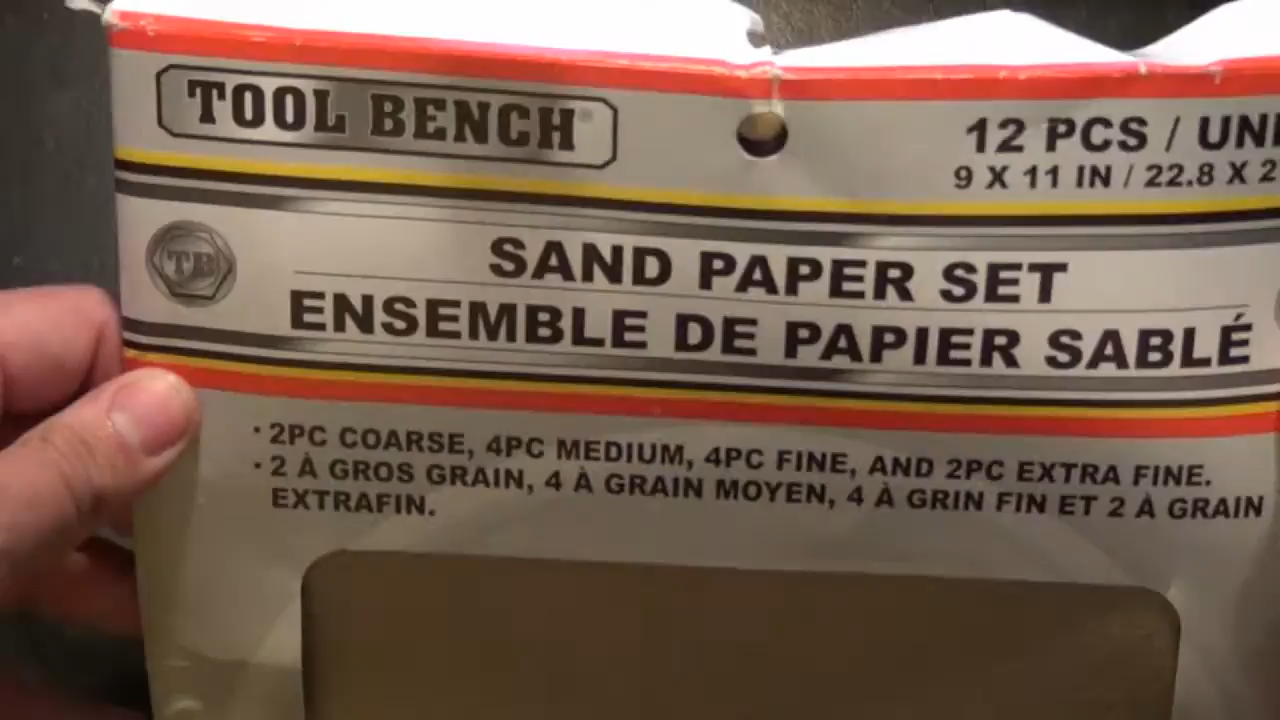 TOOL BENCH®
12 PCS / UNI
9 X 11 IN / 22.8 X 2
TB
SAND PAPER SET
ENSEMBLE DE PAPIER SABLÉ
· 2PC COARSE, 4PC MEDIUM, 4PC FINE, AND 2PC EXTRA FINE.
· 2 À GROS GRAIN, 4 À GRAIN MOYEN, 4 À GRIN FIN ET 2 À GRAIN
EXTRAFIN.